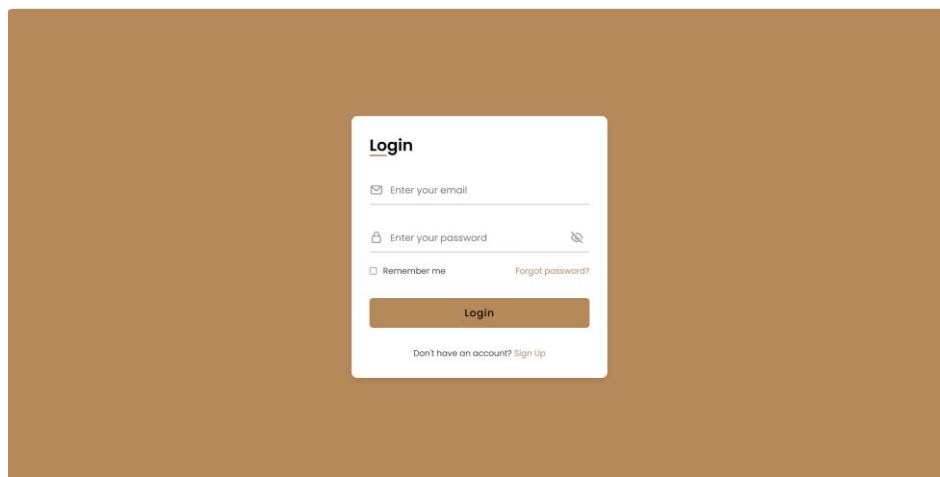 Login
Enter your email
Enter your password
Remember me Forgot password?
Login
Don't have an account? Sign Up